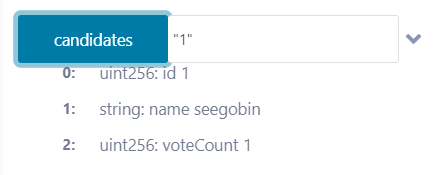 candidates "1"
0: uint256: id 1
1: string: name seegobin
2: uint256: voteCount 1